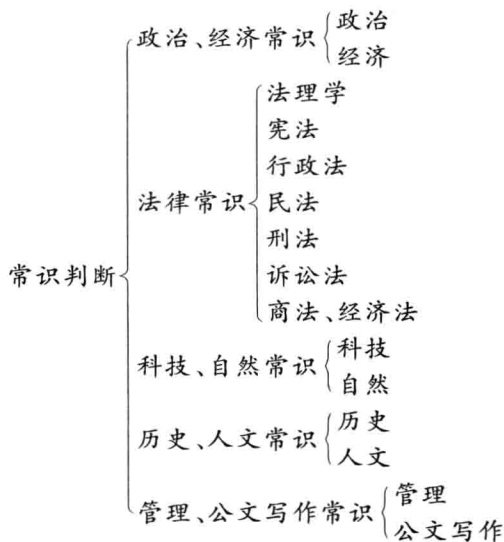 政治、经济常识
政治
经济
法律常识
法理学
宪法
行政法
民法
刑法
诉讼法
商法、经济法
常识判断
科技、自然常识
科技
自然
历史、人文常识
历史
人文
管理、公文写作常识
管理
公文写作